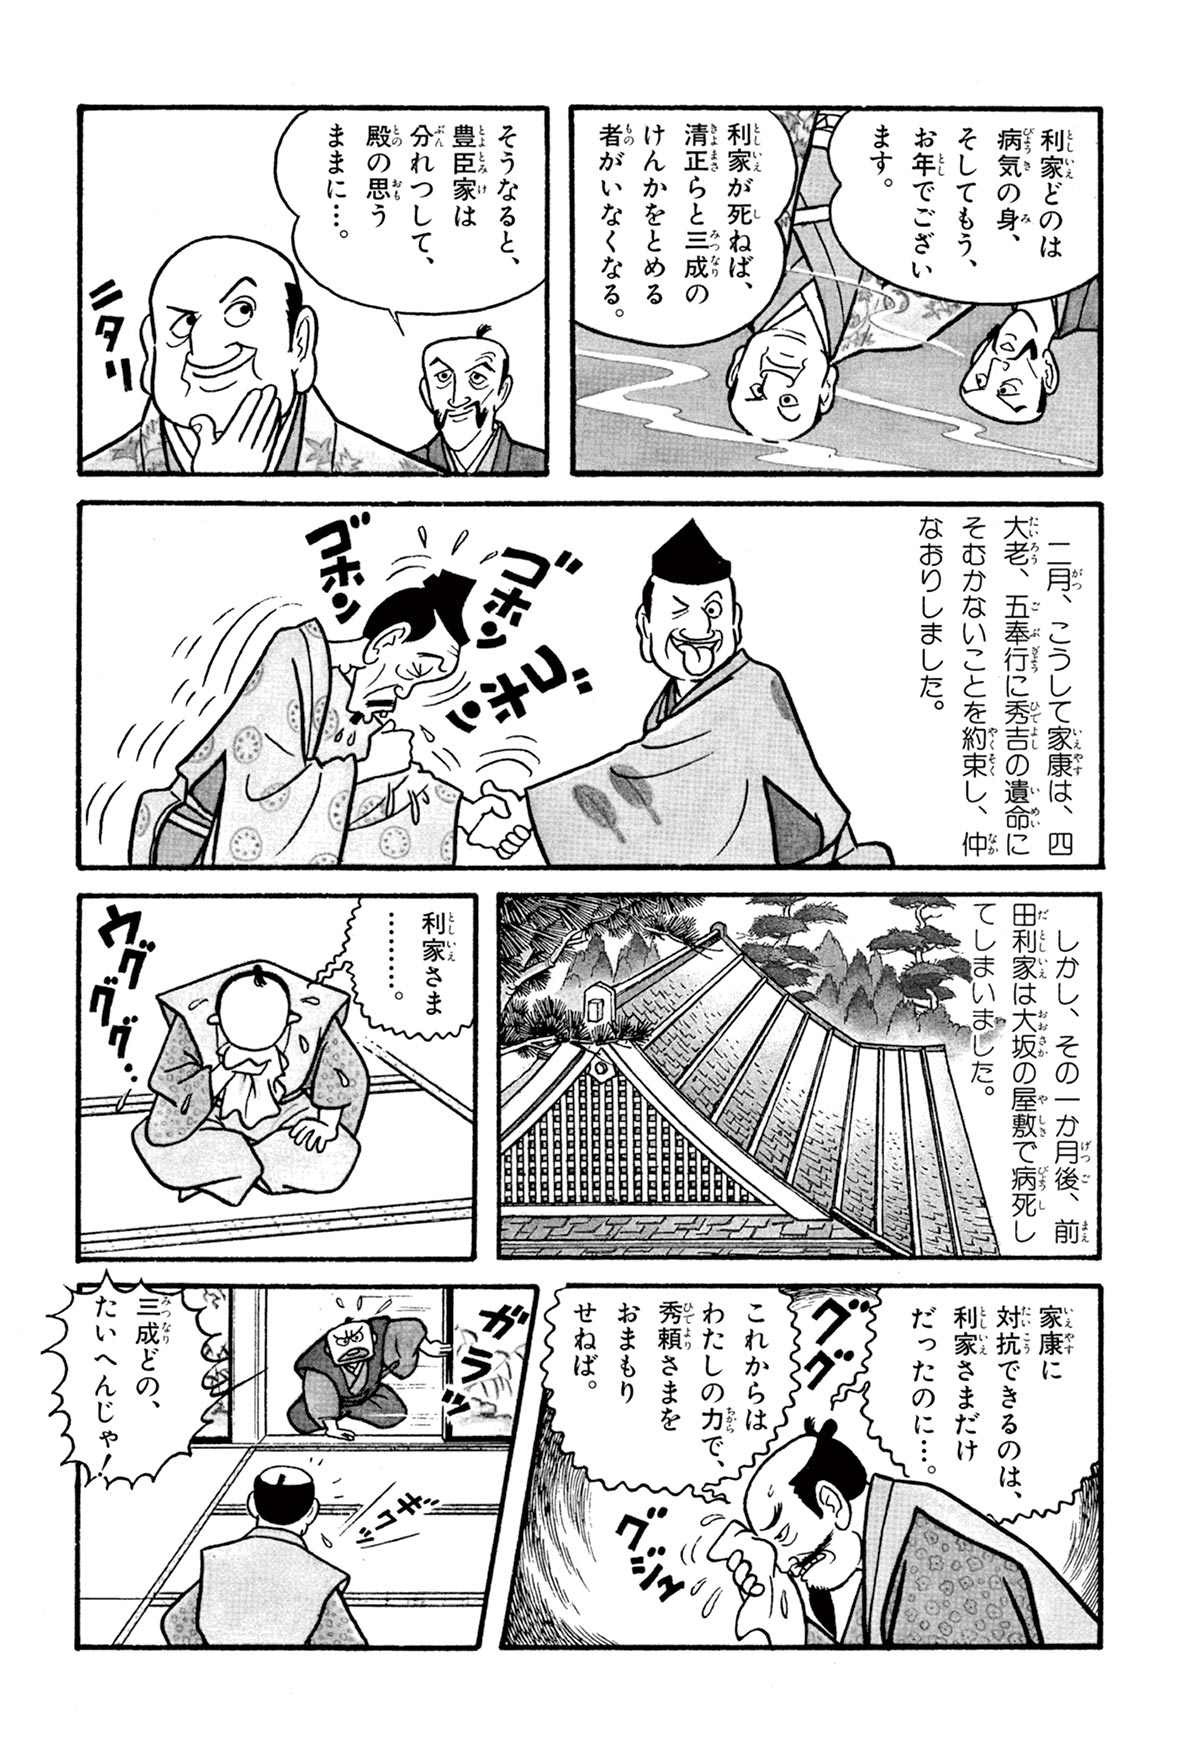 利家どのは
病気の身、
そしてもう、
お年でござい
ます。
利家が死ねば、
清正らと三成の
けんかをとめる
者がいなくなる。
そうなると、
豊臣家は
分れつして、
殿の思う
ままに…。
ニタリ
二月、こうして家康は、四
大老、五奉行に秀吉の遺命に
そむかないことを約束し、仲
なおりしました。
ゴホン
ゴホン
ゴホン
しかし、その一か月後、前
田利家は大坂の屋敷で病死し
てしまいました。
利家さま
………。
ウググググ…
家康に
対抗できるのは、
利家さまだけ
だったのに…。
ググ
これからは
わたしの力で、
秀頼さまを
おまもり
せねば。
グジュ
ガラッ
三成どの、
たいへんじゃ！
ギクッ